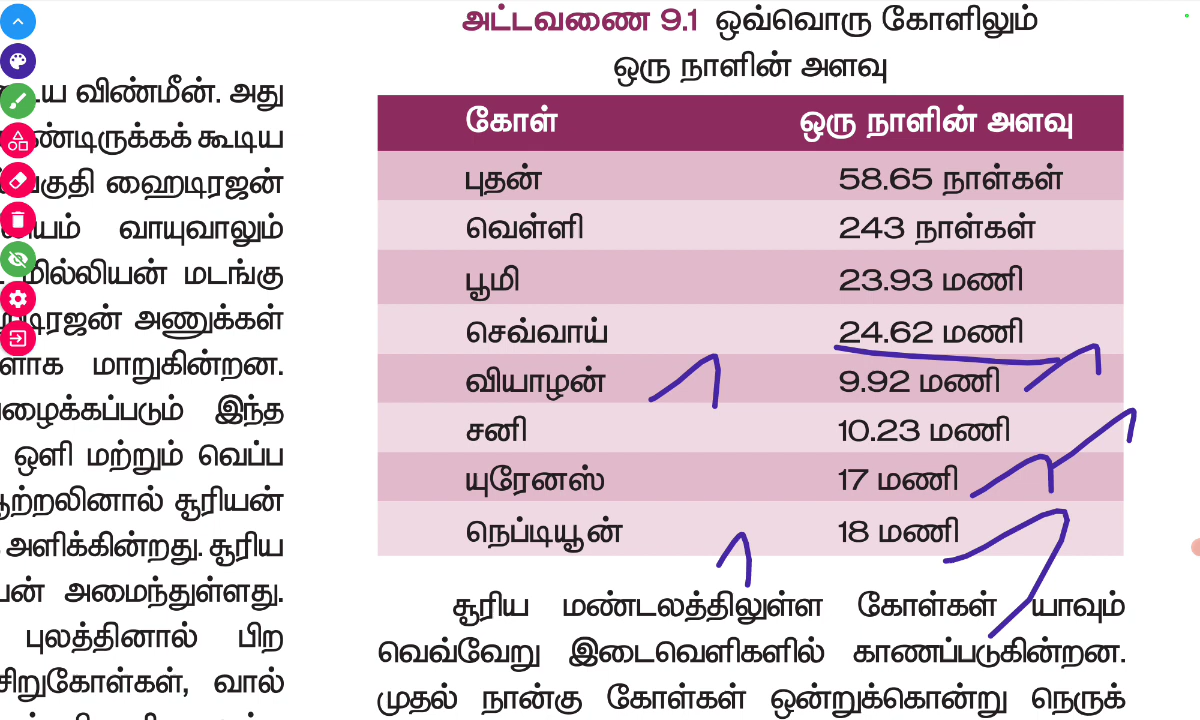 டைய விண்மீன். அது
ண்டிருக்கக் கூடிய
குதி ஹைடிரஜன்
வாயுவாலும்
மில்லியன் மடங்கு
டிரஜன் அணுக்கள்
ளாக மாறுகின்றன.
ழைக்கப்படும் இந்த
ஒளி மற்றும் வெப்ப
ஆற்றலினால் சூரியன்
அளிக்கின்றது. சூரிய
யன் அமைந்துள்ளது.
புலத்தினால் பிற
சிறுகோள்கள், வால்
அட்டவணை 9.1 ஒவ்வொரு கோளிலும்
ஒரு நாளின் அளவு
கோள் ஒரு நாளின் அளவு
புதன் 58.65 நாள்கள்
வெள்ளி 243 நாள்கள்
பூமி 23.93 மணி
செவ்வாய் 24.62 மணி
வியாழன் 9.92 மணி
சனி 10.23 மணி
யுரேனஸ் 17 மணி
நெப்டியூன் 18 மணி
சூரிய மண்டலத்திலுள்ள கோள்கள் யாவும்
வெவ்வேறு இடைவெளிகளில் காணப்படுகின்றன.
முதல் நான்கு கோள்கள் ஒன்றுக்கொன்று நெருக்